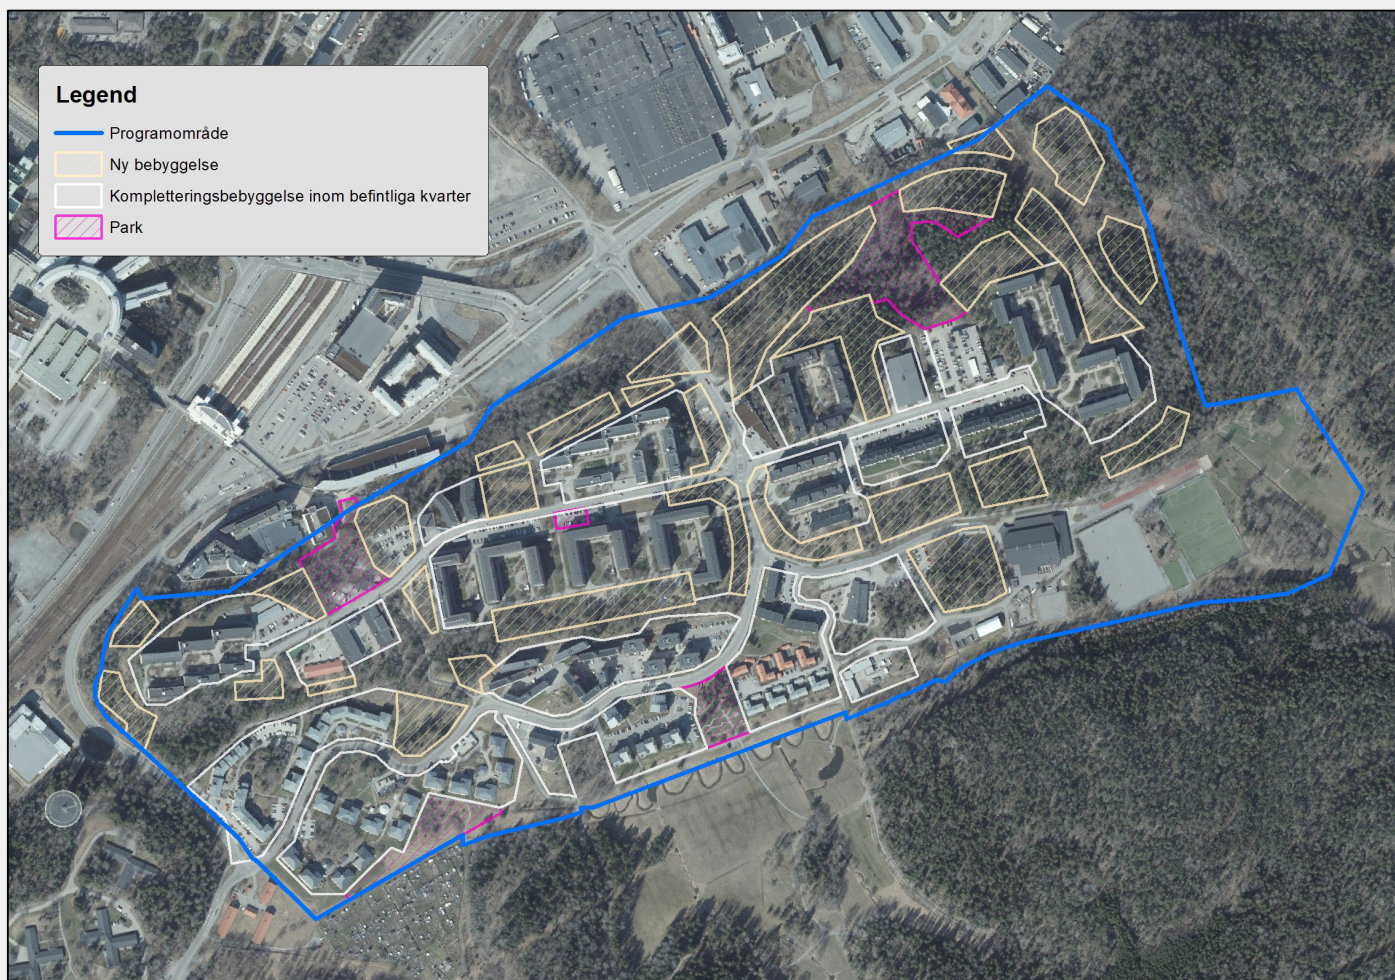 Legend
Programområde
Ny bebyggelse
Kompletteringsbebyggelse inom befintliga kvarter
Park